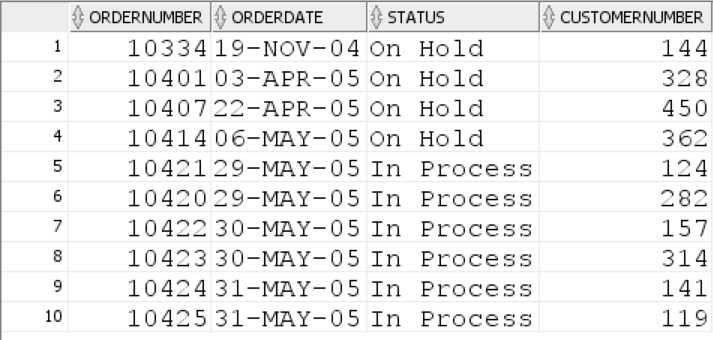 ORDERNUMBER ORDERDATE STATUS CUSTOMERNUMBER
1 10334 19-NOV-04 On Hold 144
2 10401 03-APR-05 On Hold 328
3 10407 22-APR-05 On Hold 450
4 10414 06-MAY-05 On Hold 362
5 10421 29-MAY-05 In Process 124
6 10420 29-MAY-05 In Process 282
7 10422 30-MAY-05 In Process 157
8 10423 30-MAY-05 In Process 314
9 10424 31-MAY-05 In Process 141
10 10425 31-MAY-05 In Process 119